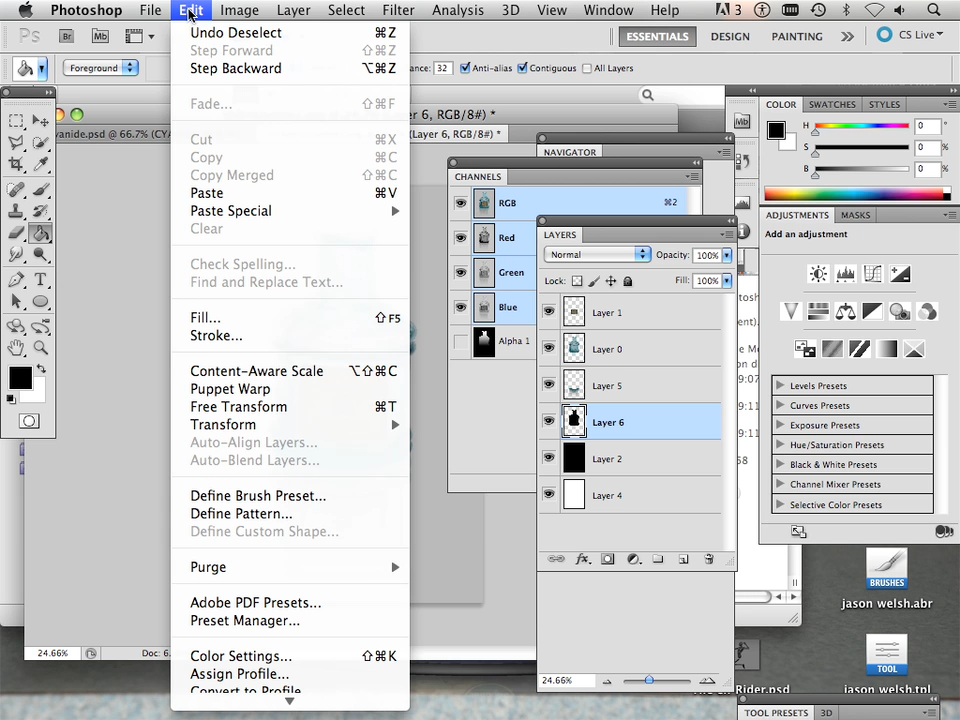 Photoshop File Edit Image Layer Select Filter Analysis 3D View Window Help 3
Ps Br Mb ESSENTIALS DESIGN PAINTING CS Live
Foreground ance: 32 Anti-alias Contiguous All Layers
Undo Deselect ⌘Z
Step Forward ⇧⌘Z
Step Backward ⌥⌘Z
Fade... ⇧⌘F
Cut ⌘X
Copy ⌘C
Copy Merged ⇧⌘C
Paste ⌘V
Paste Special
Clear
Check Spelling...
Find and Replace Text...
Fill... ⇧F5
Stroke...
Content-Aware Scale ⌥⇧⌘C
Puppet Warp
Free Transform ⌘T
Transform
Auto-Align Layers...
Auto-Blend Layers...
Define Brush Preset...
Define Pattern...
Define Custom Shape...
Purge
Adobe PDF Presets...
Preset Manager...
Color Settings... ⇧⌘K
Assign Profile...
Convert to Profile
6, RGB/8#) *
yanide.psd @ 66.7% (CYA
(Layer 6, RGB/8#) *
24.66% Doc: 6.
NAVIGATOR
CHANNELS
RGB ⌘2
Red
Green
Blue
Alpha 1
LAYERS
Normal Opacity: 100%
Lock: Fill: 100%
Layer 1
Layer 0
Layer 5
Layer 6
Layer 2
Layer 4
fx.
24.66%
Mb
COLOR SWATCHES STYLES
H 0 °
S 0 %
B 0 %
ADJUSTMENTS MASKS
Add an adjustment
Levels Presets
Curves Presets
Exposure Presets
Hue/Saturation Presets
Black & White Presets
Channel Mixer Presets
Selective Color Presets
BRUSHES
jason welsh.abr
TOOL
jason welsh.tpl
Rider.psd
TOOL PRESETS 3D